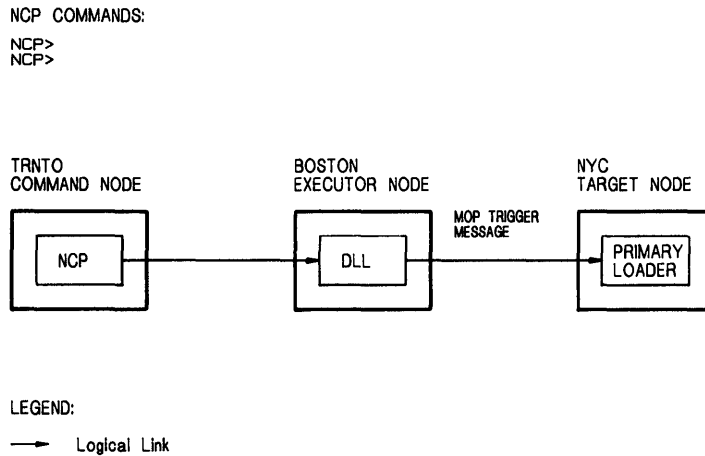 NCP COMMANDS:
NCP>
NCP>
TRNTO
COMMAND NODE
BOSTON
EXECUTOR NODE
NYC
TARGET NODE
MOP TRIGGER
MESSAGE
NCP
DLL
PRIMARY
LOADER
LEGEND:
Logical Link